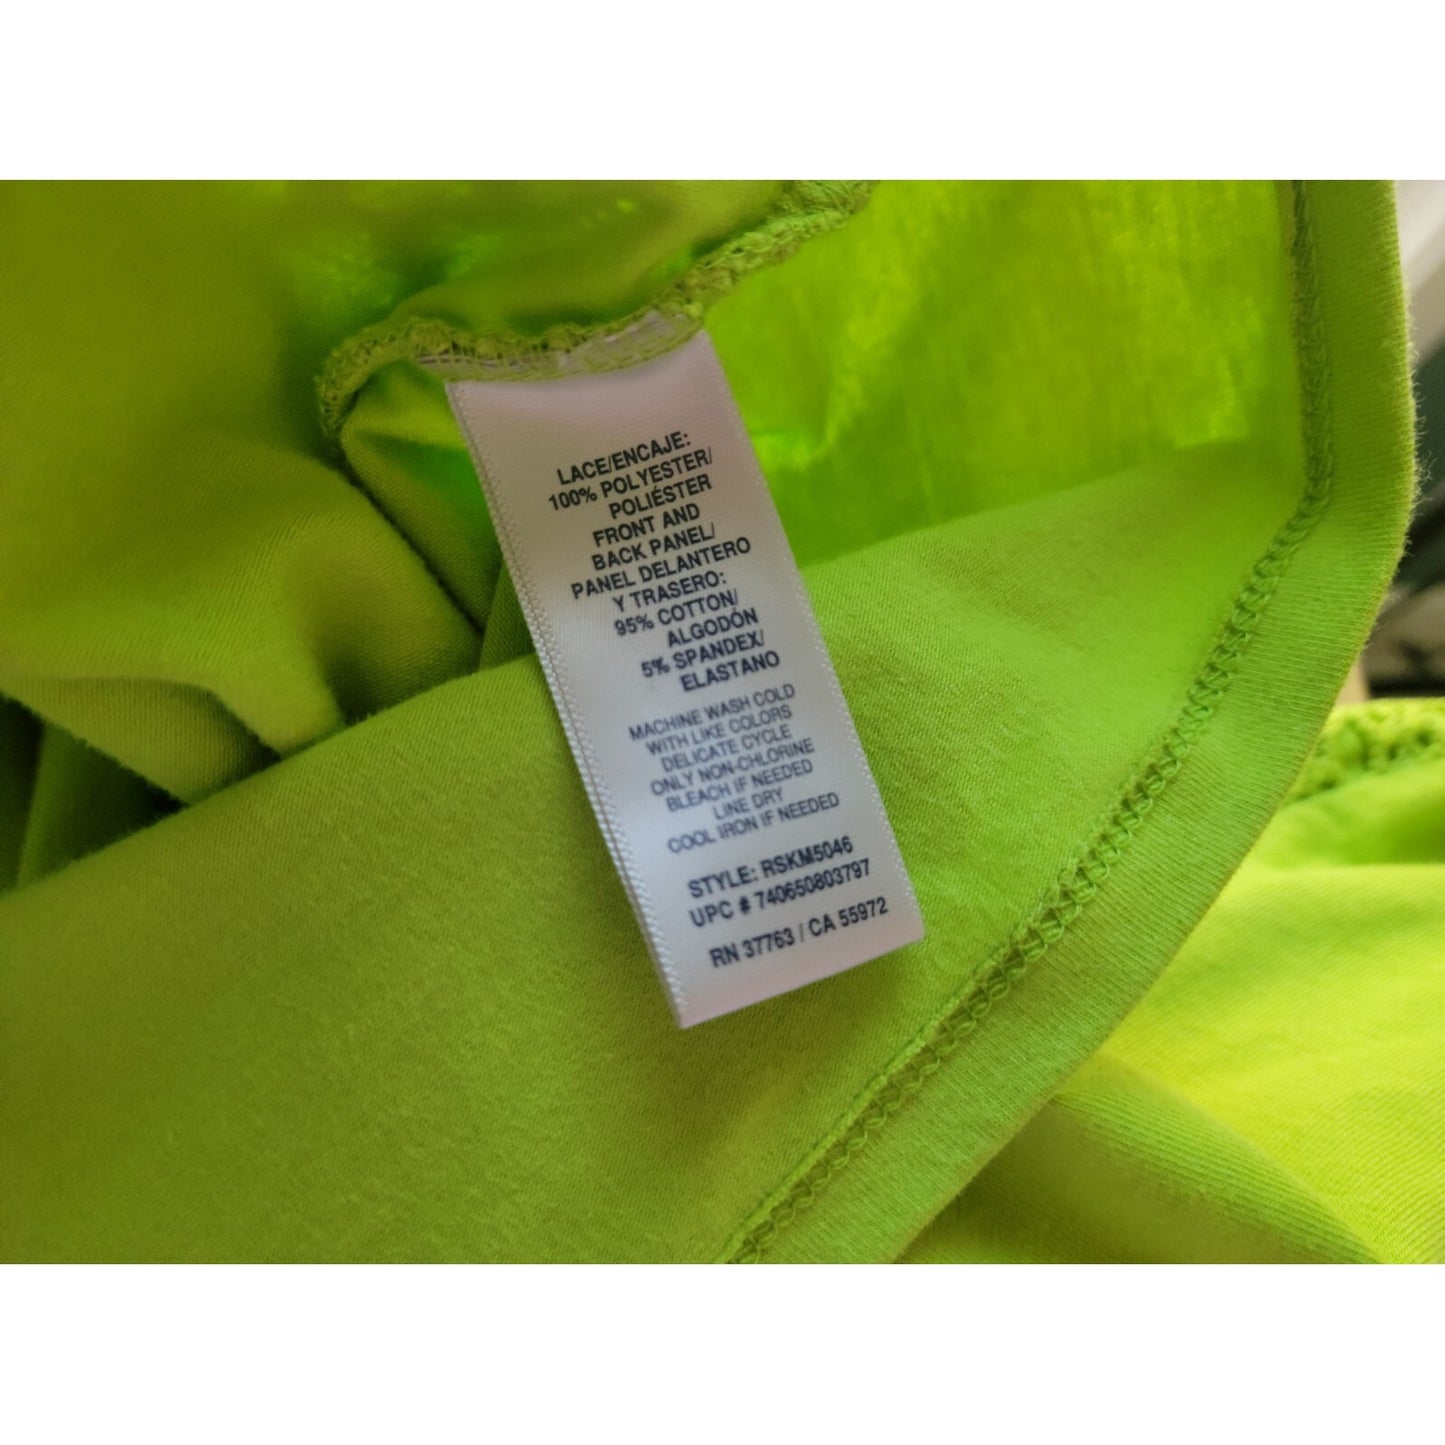 LACE/ENCAJE:
100% POLYESTER/
POLIÉSTER
FRONT AND
BACK PANEL/
PANEL DELANTERO
Y TRASERO:
95% COTTON/
ALGODÓN
5% SPANDEX/
ELASTANO
MACHINE WASH COLD
WITH LIKE COLORS
DELICATE CYCLE
ONLY NON-CHLORINE
BLEACH IF NEEDED
LINE DRY
COOL IRON IF NEEDED
STYLE: RSKM5046
UPC # 740650803797
RN 37763 / CA 55972